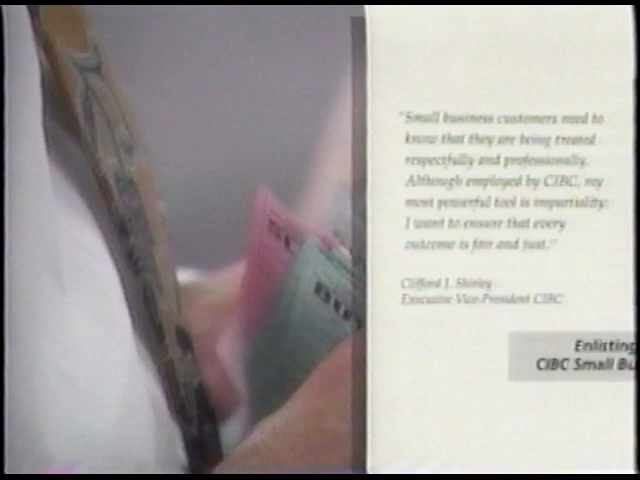 "Small business customers need to
know that they are being treated
respectfully and professionally.
Although employed by CIBC, my
most powerful tool is impartiality;
I want to ensure that every
outcome is fair and just."
Clifford J. Shirley
Executive Vice-President CIBC
Enlisting
CIBC Small Bu
BUY